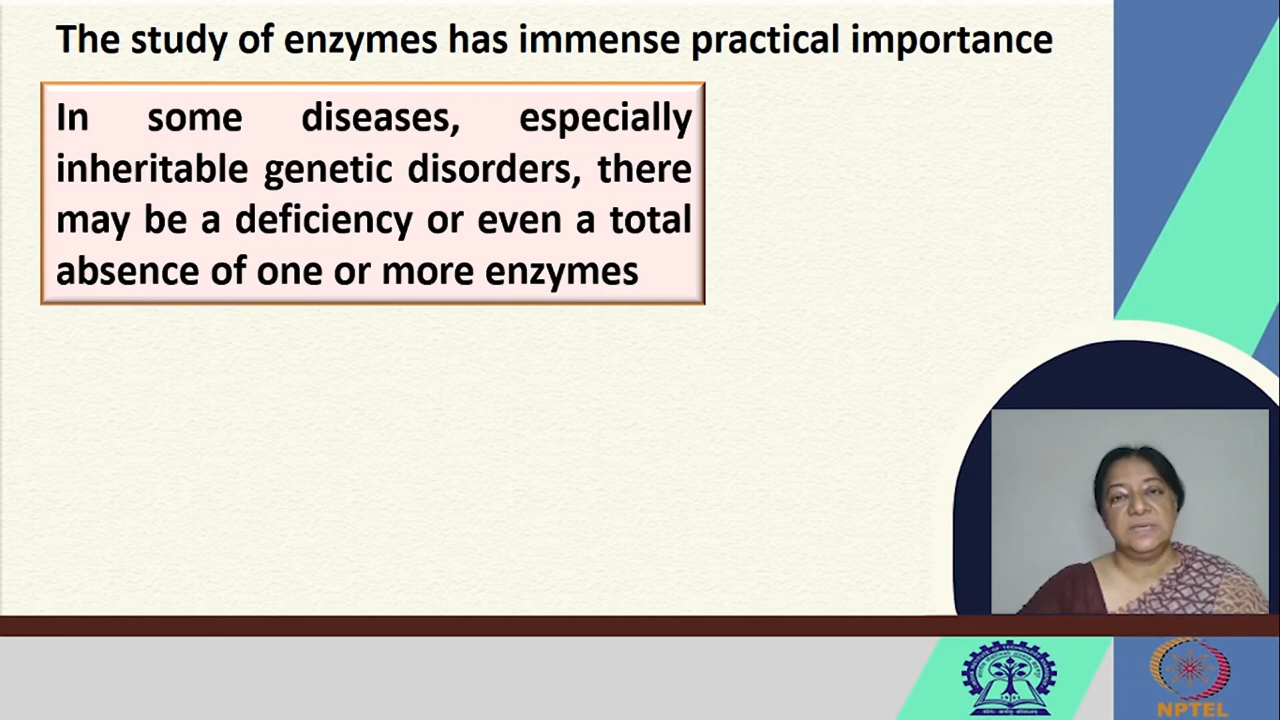 The study of enzymes has immense practical importance
In some diseases, especially
inheritable genetic disorders, there
may be a deficiency or even a total
absence of one or more enzymes
NPTEL